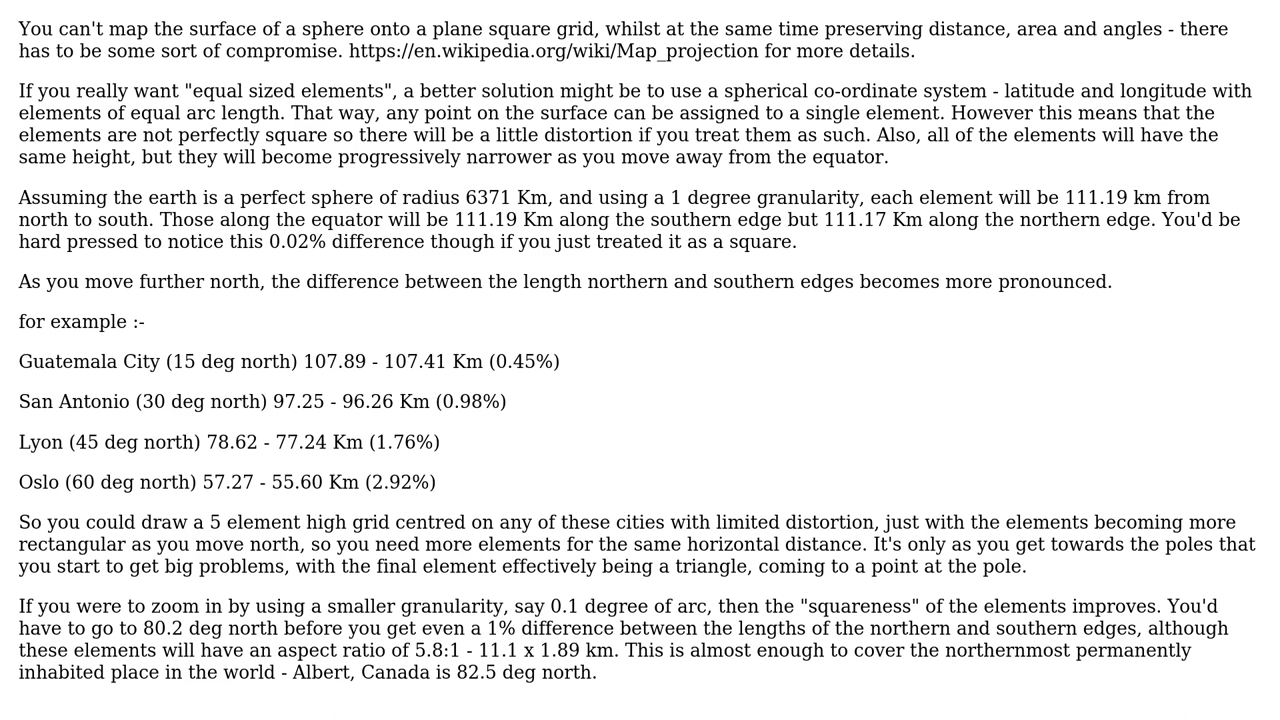 You can't map the surface of a sphere onto a plane square grid, whilst at the same time preserving distance, area and angles - there
has to be some sort of compromise. https://en.wikipedia.org/wiki/Map_projection for more details.
If you really want "equal sized elements", a better solution might be to use a spherical co-ordinate system - latitude and longitude with
elements of equal arc length. That way, any point on the surface can be assigned to a single element. However this means that the
elements are not perfectly square so there will be a little distortion if you treat them as such. Also, all of the elements will have the
same height, but they will become progressively narrower as you move away from the equator.
Assuming the earth is a perfect sphere of radius 6371 Km, and using a 1 degree granularity, each element will be 111.19 km from
north to south. Those along the equator will be 111.19 Km along the southern edge but 111.17 Km along the northern edge. You'd be
hard pressed to notice this 0.02% difference though if you just treated it as a square.
As you move further north, the difference between the length northern and southern edges becomes more pronounced.
for example :-
Guatemala City (15 deg north) 107.89 - 107.41 Km (0.45%)
San Antonio (30 deg north) 97.25 - 96.26 Km (0.98%)
Lyon (45 deg north) 78.62 - 77.24 Km (1.76%)
Oslo (60 deg north) 57.27 - 55.60 Km (2.92%)
So you could draw a 5 element high grid centred on any of these cities with limited distortion, just with the elements becoming more
rectangular as you move north, so you need more elements for the same horizontal distance. It's only as you get towards the poles that
you start to get big problems, with the final element effectively being a triangle, coming to a point at the pole.
If you were to zoom in by using a smaller granularity, say 0.1 degree of arc, then the "squareness" of the elements improves. You'd
have to go to 80.2 deg north before you get even a 1% difference between the lengths of the northern and southern edges, although
these elements will have an aspect ratio of 5.8:1 - 11.1 x 1.89 km. This is almost enough to cover the northernmost permanently
inhabited place in the world - Albert, Canada is 82.5 deg north.